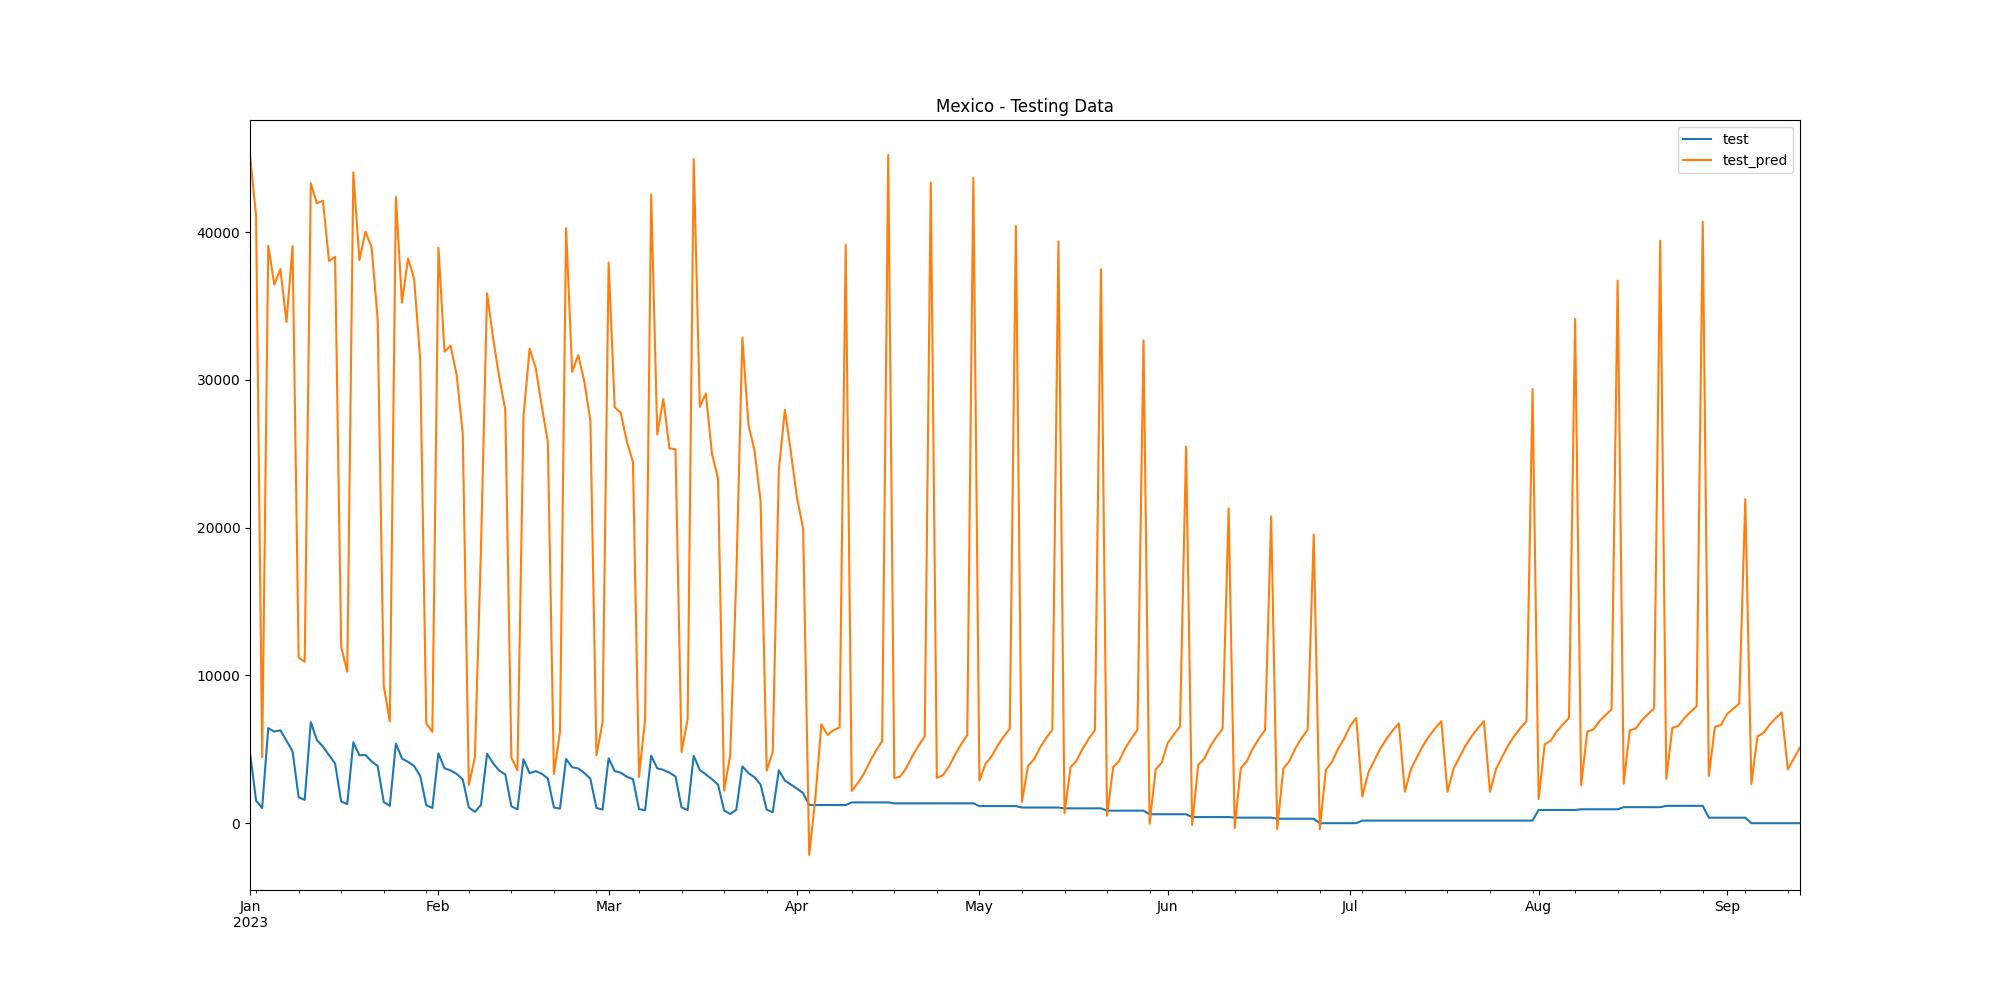 Mexico - Testing Data
test
test_pred
40000
30000
20000
10000
0
Jan Feb Mar Apr May Jun Jul Aug Sep
2023